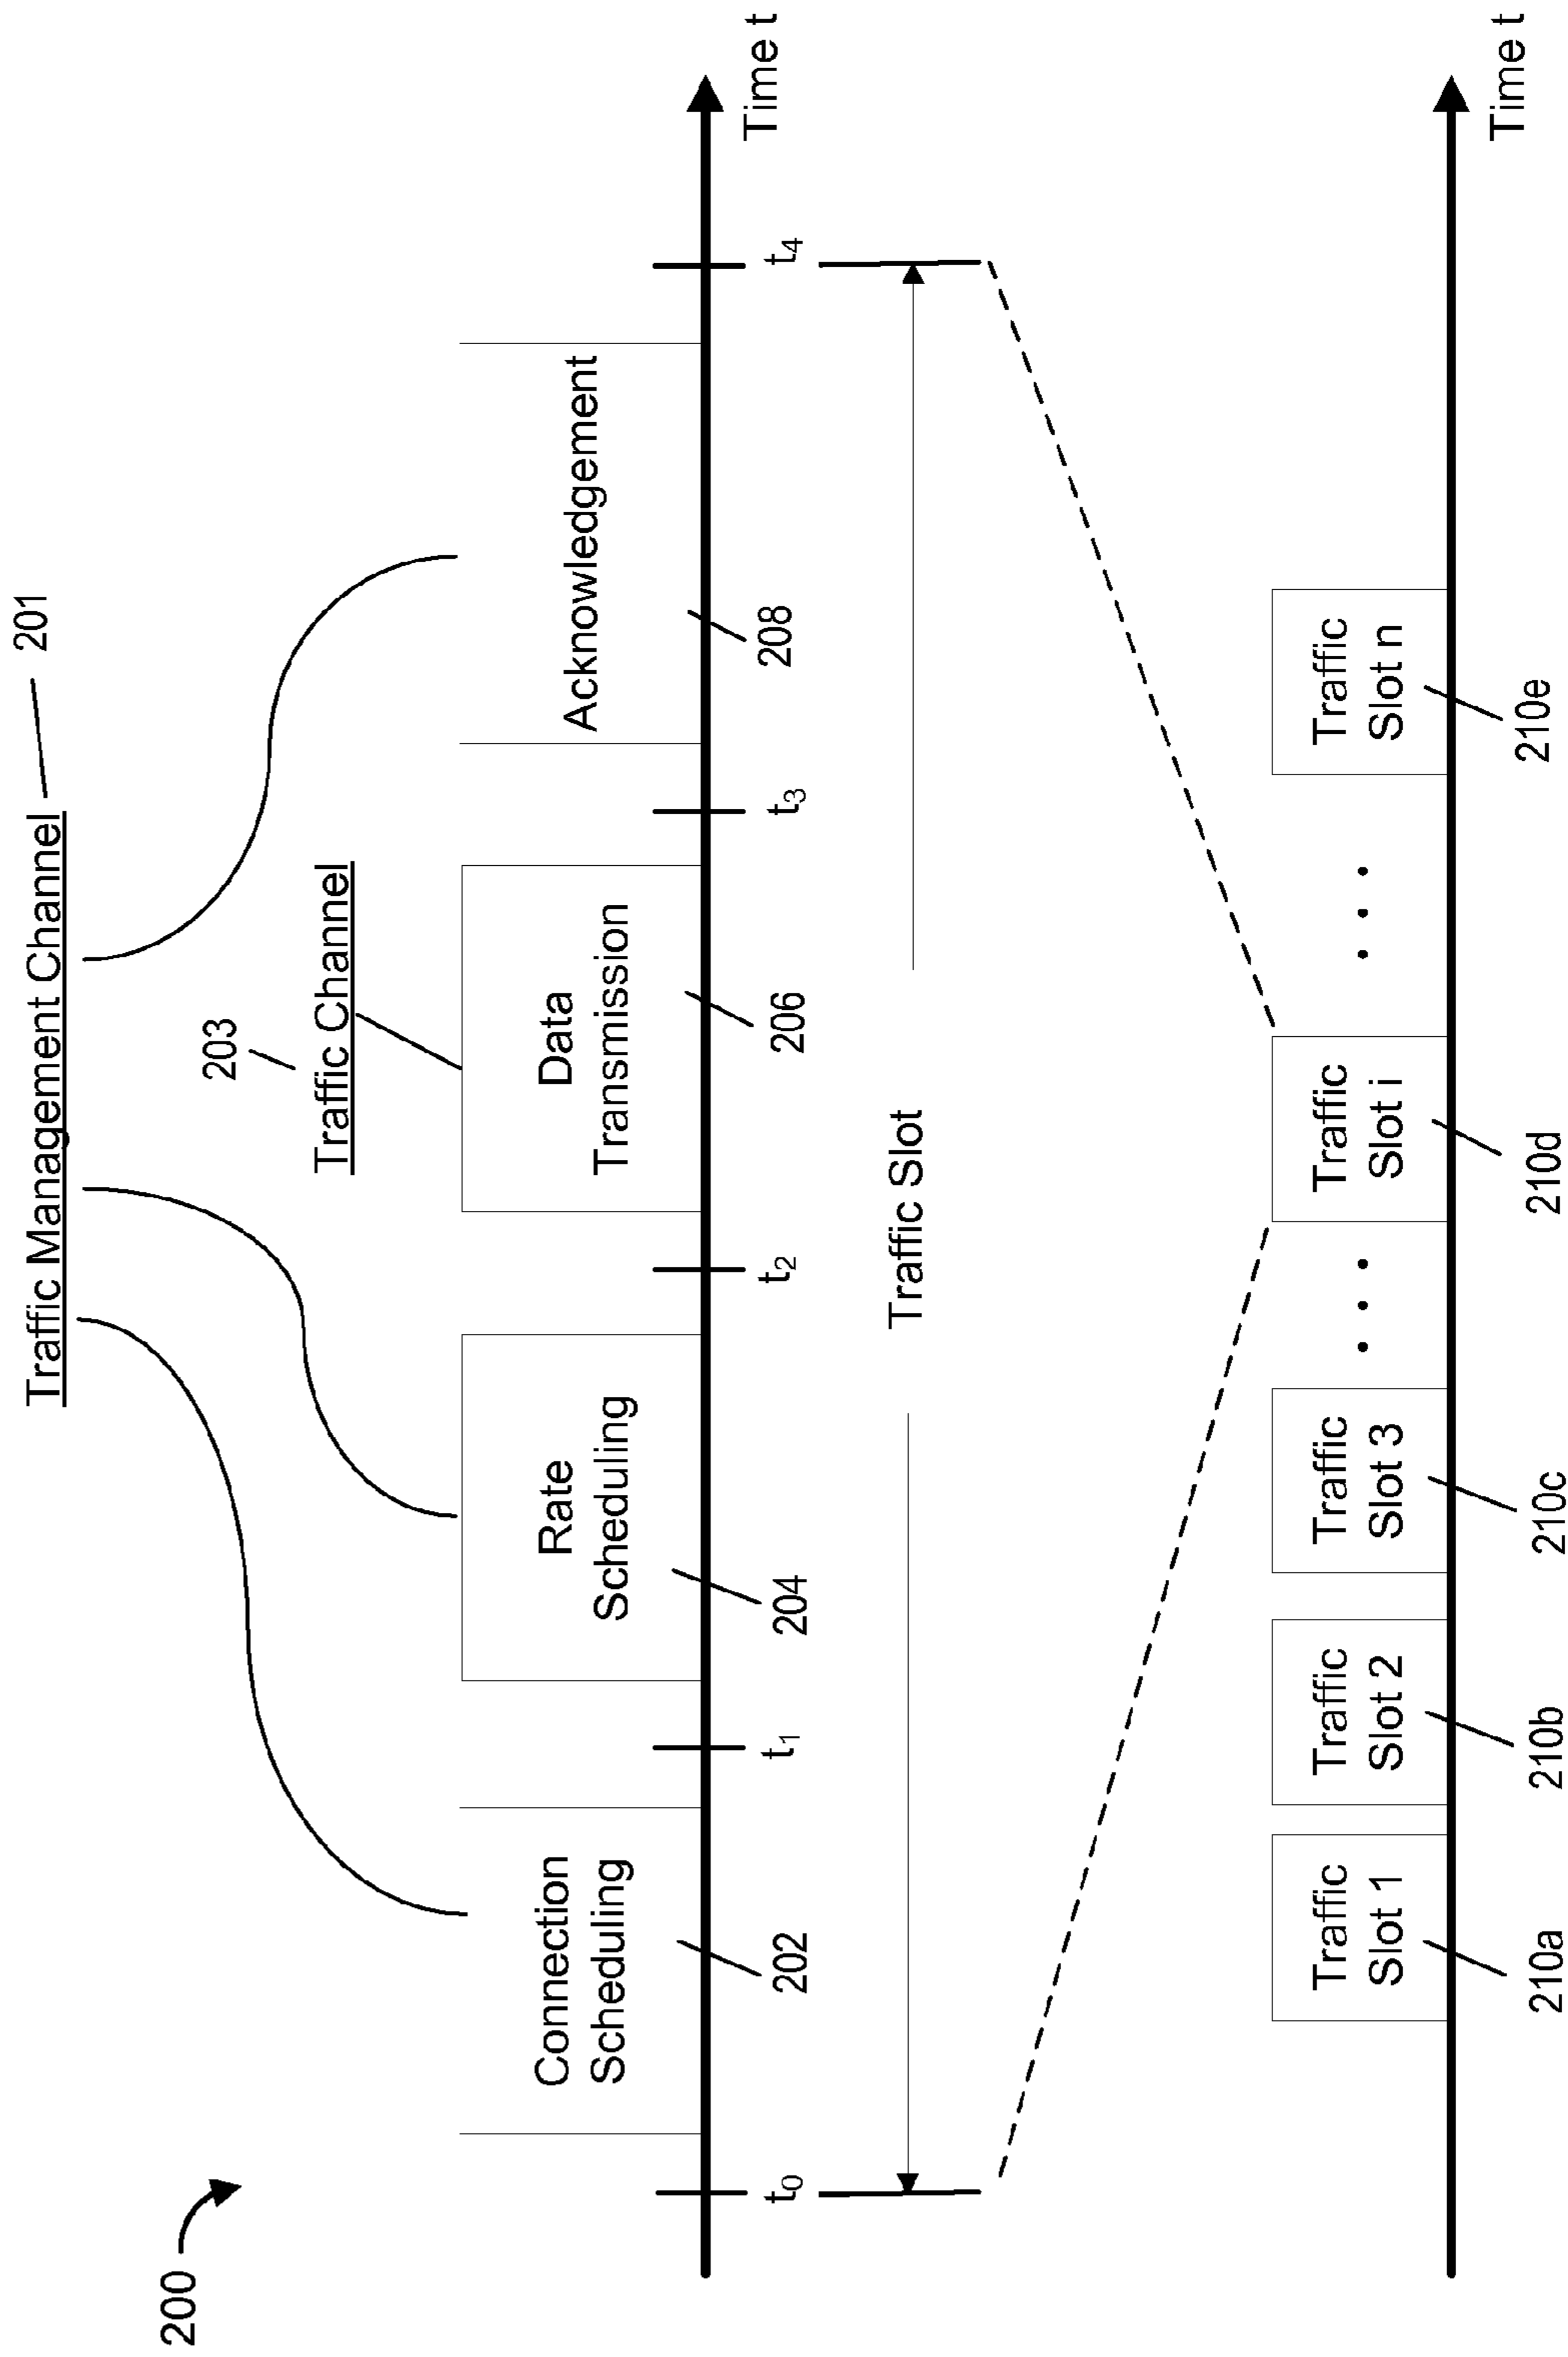 200
Traffic Management Channel
201
203
Traffic Channel
Connection
Scheduling
Rate
Scheduling
Data
Transmission
Acknowledgement
202
204
206
208
t0
t1
t2
t3
t4
Time t
Traffic Slot
Traffic
Slot 1
Traffic
Slot 2
Traffic
Slot 3
. . .
Traffic
Slot i
. . .
Traffic
Slot n
210a
210b
210c
210d
210e
Time t